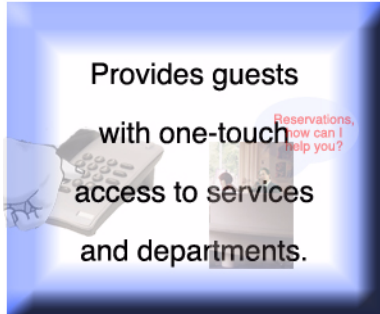 Provides guests
with one-touch
access to services
and departments.
Reservations,
how can I
help you?